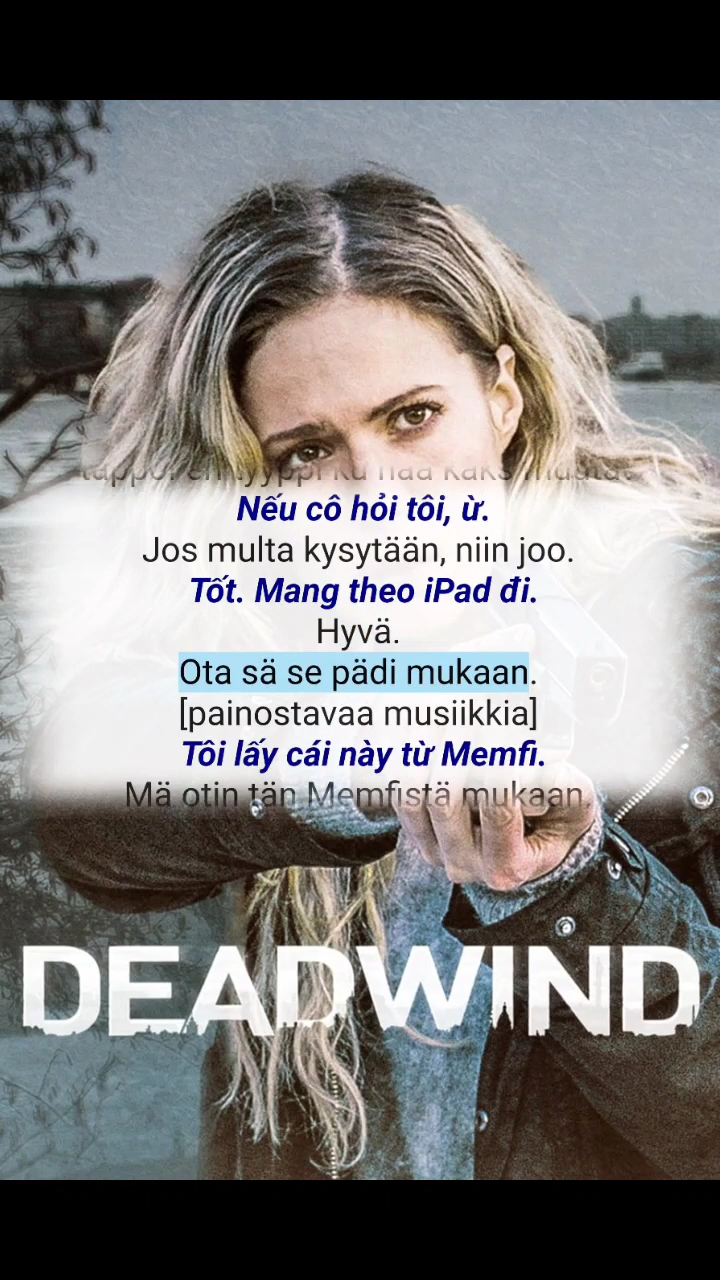 Nếu cô hỏi tôi, ừ.
Jos multa kysytään, niin joo.
Tốt. Mang theo iPad đi.
Hyvä.
Ota sä se pädi mukaan.
[painostavaa musiikkia]
Tôi lấy cái này từ Memfi.
Mä otin tän Memfistä mukaan.
DEADWIND